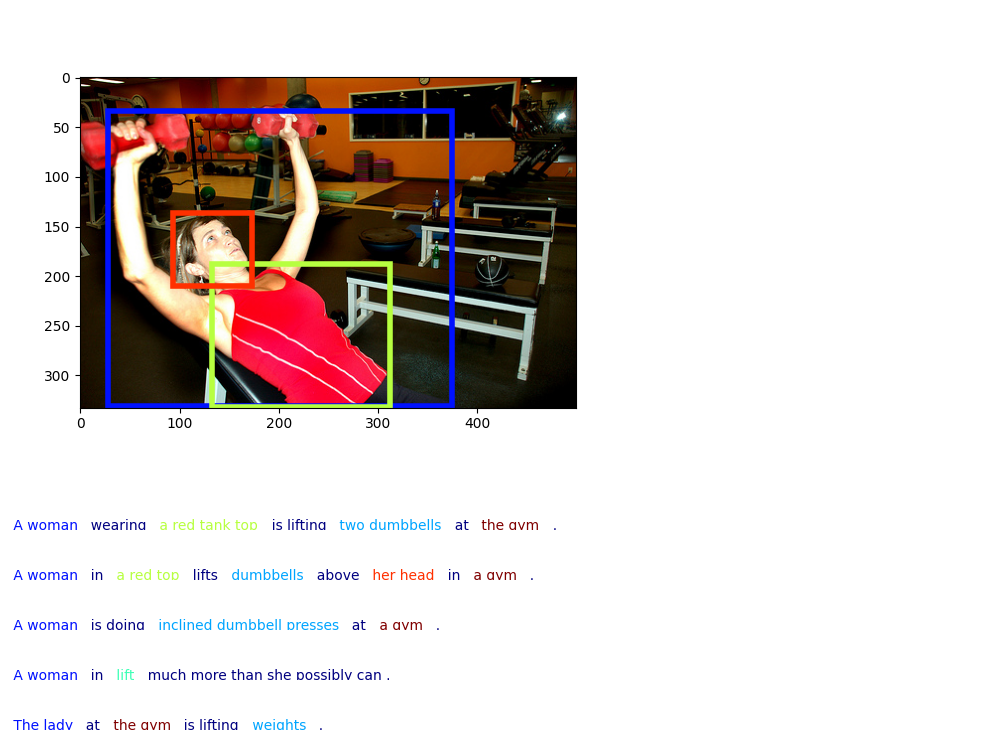 0
50
100
150
200
250
300
0 100 200 300 400
A woman wearing a red tank top is lifting two dumbbells at the gym .
A woman in a red top lifts dumbbells above her head in a gym .
A woman is doing inclined dumbbell presses at a gym .
A woman in lift much more than she possibly can .
The lady at the gym is lifting weights .